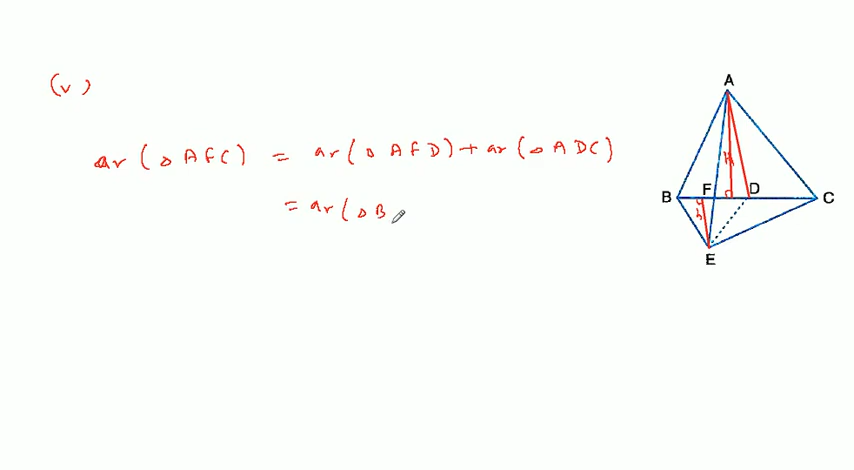 (v)
ar (△ AFC) = ar (△ AFD) + ar (△ ADC)
= ar (△ B
A
H
B
F
D
C
h
E